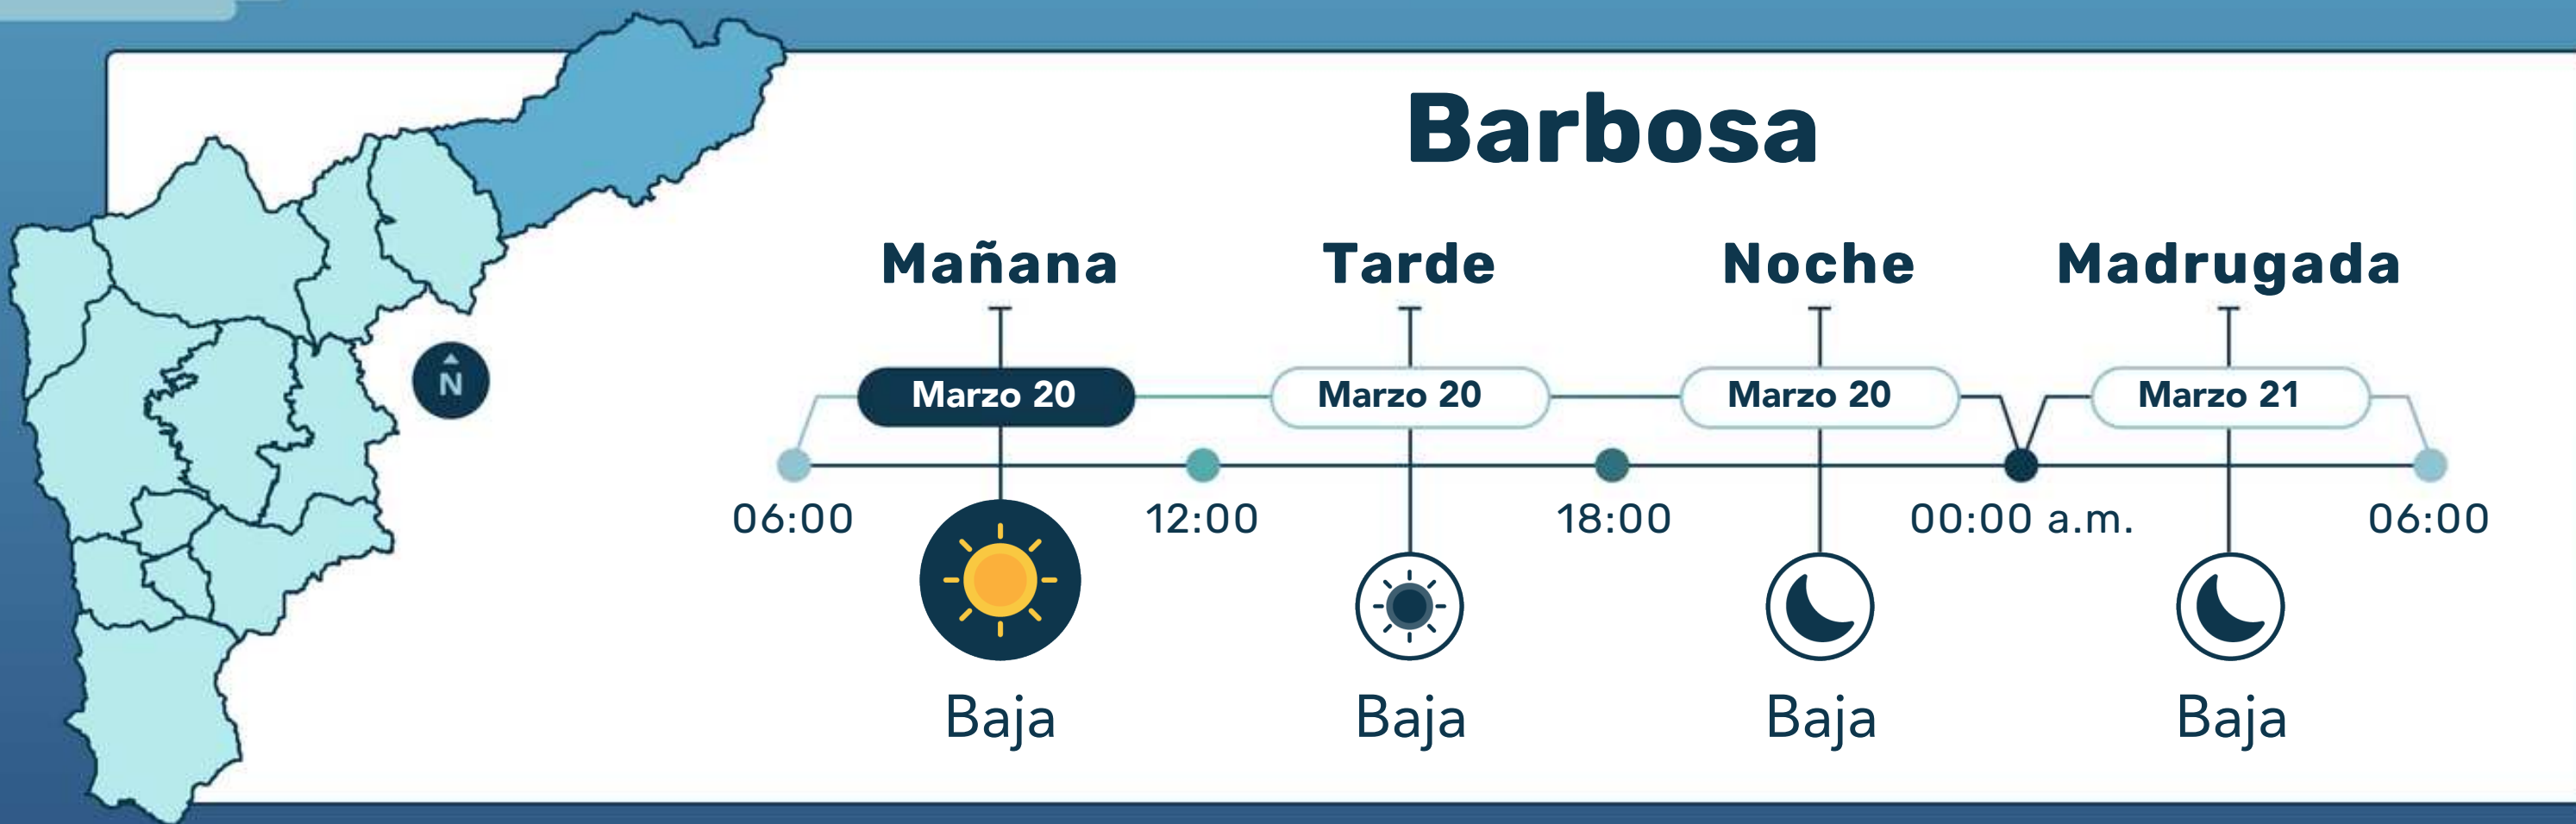 Barbosa
Mañana Tarde Noche Madrugada
Marzo 20 Marzo 20 Marzo 20 Marzo 21
N
06:00 12:00 18:00 00:00 a.m. 06:00
Baja Baja Baja Baja